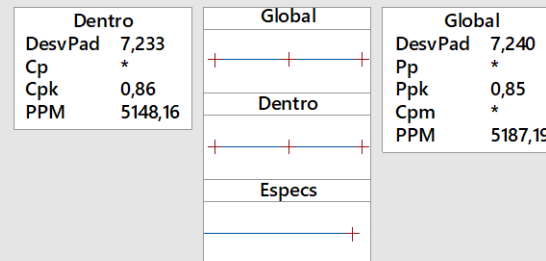 Dentro
DesvPad 7,233
Cp *
Cpk 0,86
PPM 5148,16
Global
Dentro
Especs
Global
DesvPad 7,240
Pp *
Ppk 0,85
Cpm *
PPM 5187,19